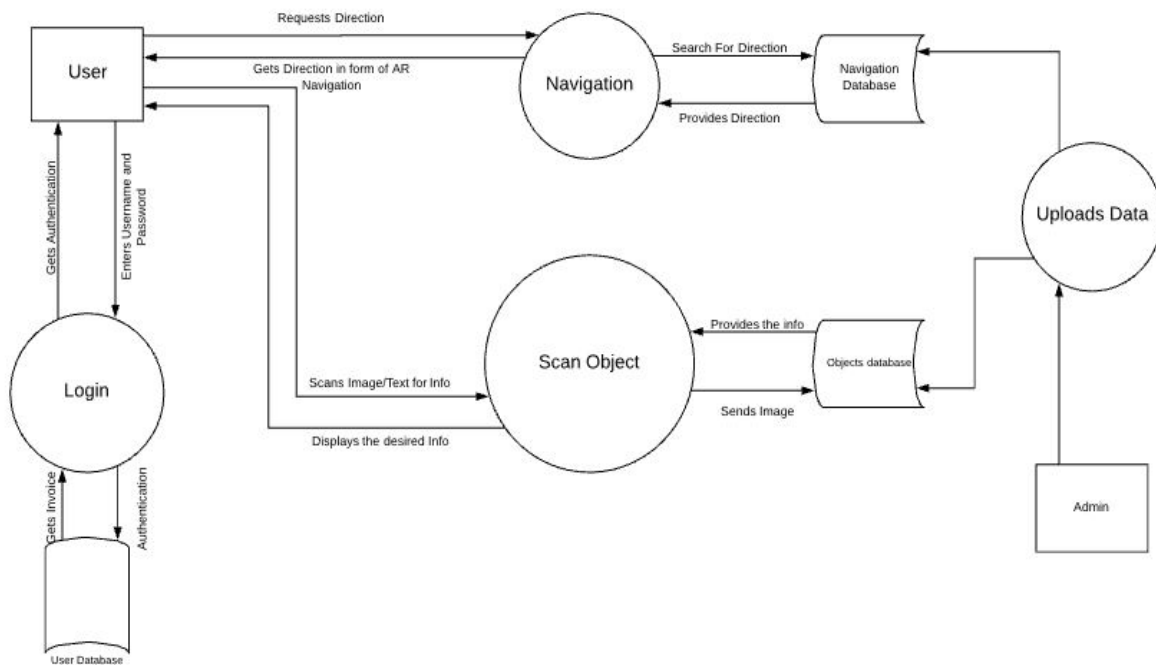 Requests Direction
User
Gets Direction in form of AR
Navigation
Navigation
Search For Direction
Navigation
Database
Provides Direction
Uploads Data
Gets Authentication
Enters Username and
Password
Login
Scan Object
Provides the info
Objects database
Sends Image
Scans Image/Text for Info
Displays the desired Info
Admin
Gets Invoice
Authentication
User Database